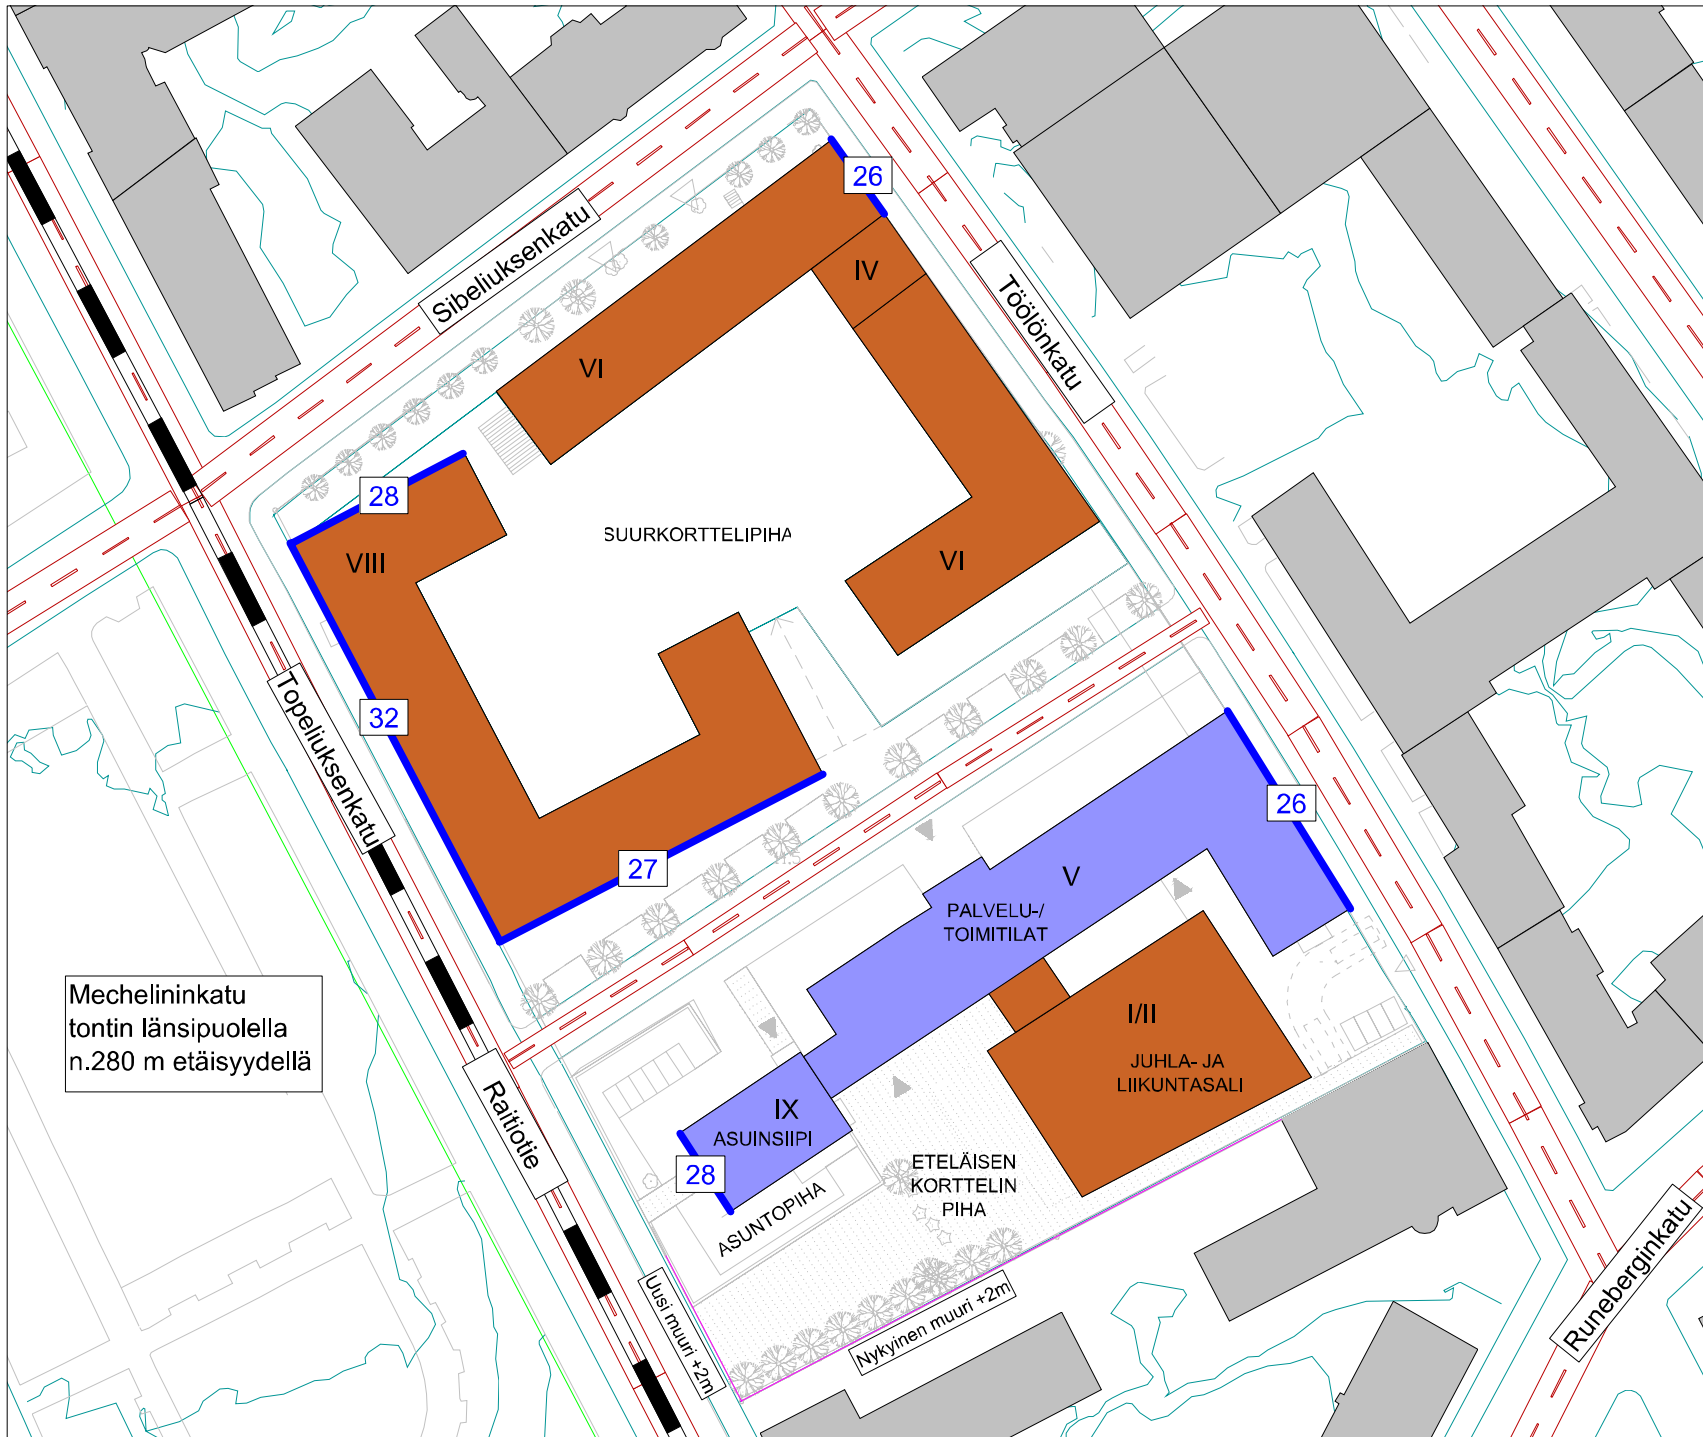 26
Sibeliuksenkatu
IV
Töölönkatu
VI
28
SUURKORTTELIPIHA
VIII
VI
32
Topeliuksenkatu
26
27
V
PALVELU-/
TOIMITILAT
Mechelininkatu
tontin länsipuolella
n.280 m etäisyydellä
I/II
JUHLA- JA
LIIKUNTASALI
Raitiotie
IX
ASUINSIIPI
28
ETELÄISEN
KORTTELIN
PIHA
ASUNTOPIHA
Runeberginkatu
Uusi muuri +2m
Nykyinen muuri +2m